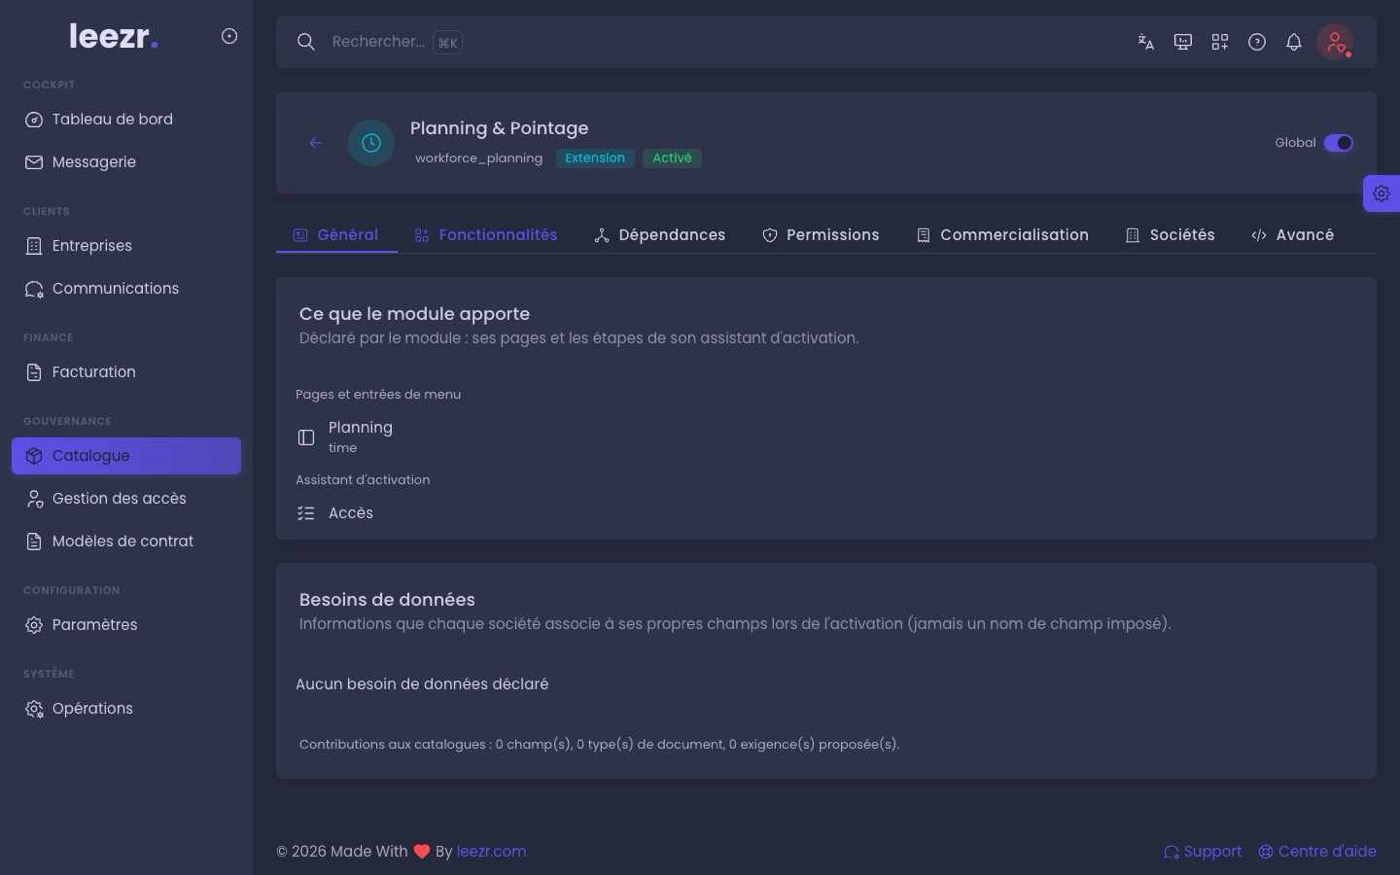 leezr.
COCKPIT
Tableau de bord
Messagerie
CLIENTS
Entreprises
Communications
FINANCE
Facturation
GOUVERNANCE
Catalogue
Gestion des accès
Modèles de contrat
CONFIGURATION
Paramètres
SYSTÈME
Opérations
Rechercher... ⌘K
Planning & Pointage
workforce_planning Extension Activé
Global
Général Fonctionnalités Dépendances Permissions Commercialisation Sociétés Avancé
Ce que le module apporte
Déclaré par le module : ses pages et les étapes de son assistant d'activation.
Pages et entrées de menu
Planning
time
Assistant d'activation
Accès
Besoins de données
Informations que chaque société associe à ses propres champs lors de l'activation (jamais un nom de champ imposé).
Aucun besoin de données déclaré
Contributions aux catalogues : 0 champ(s), 0 type(s) de document, 0 exigence(s) proposée(s).
© 2026 Made With ❤ By leezr.com
Support Centre d'aide